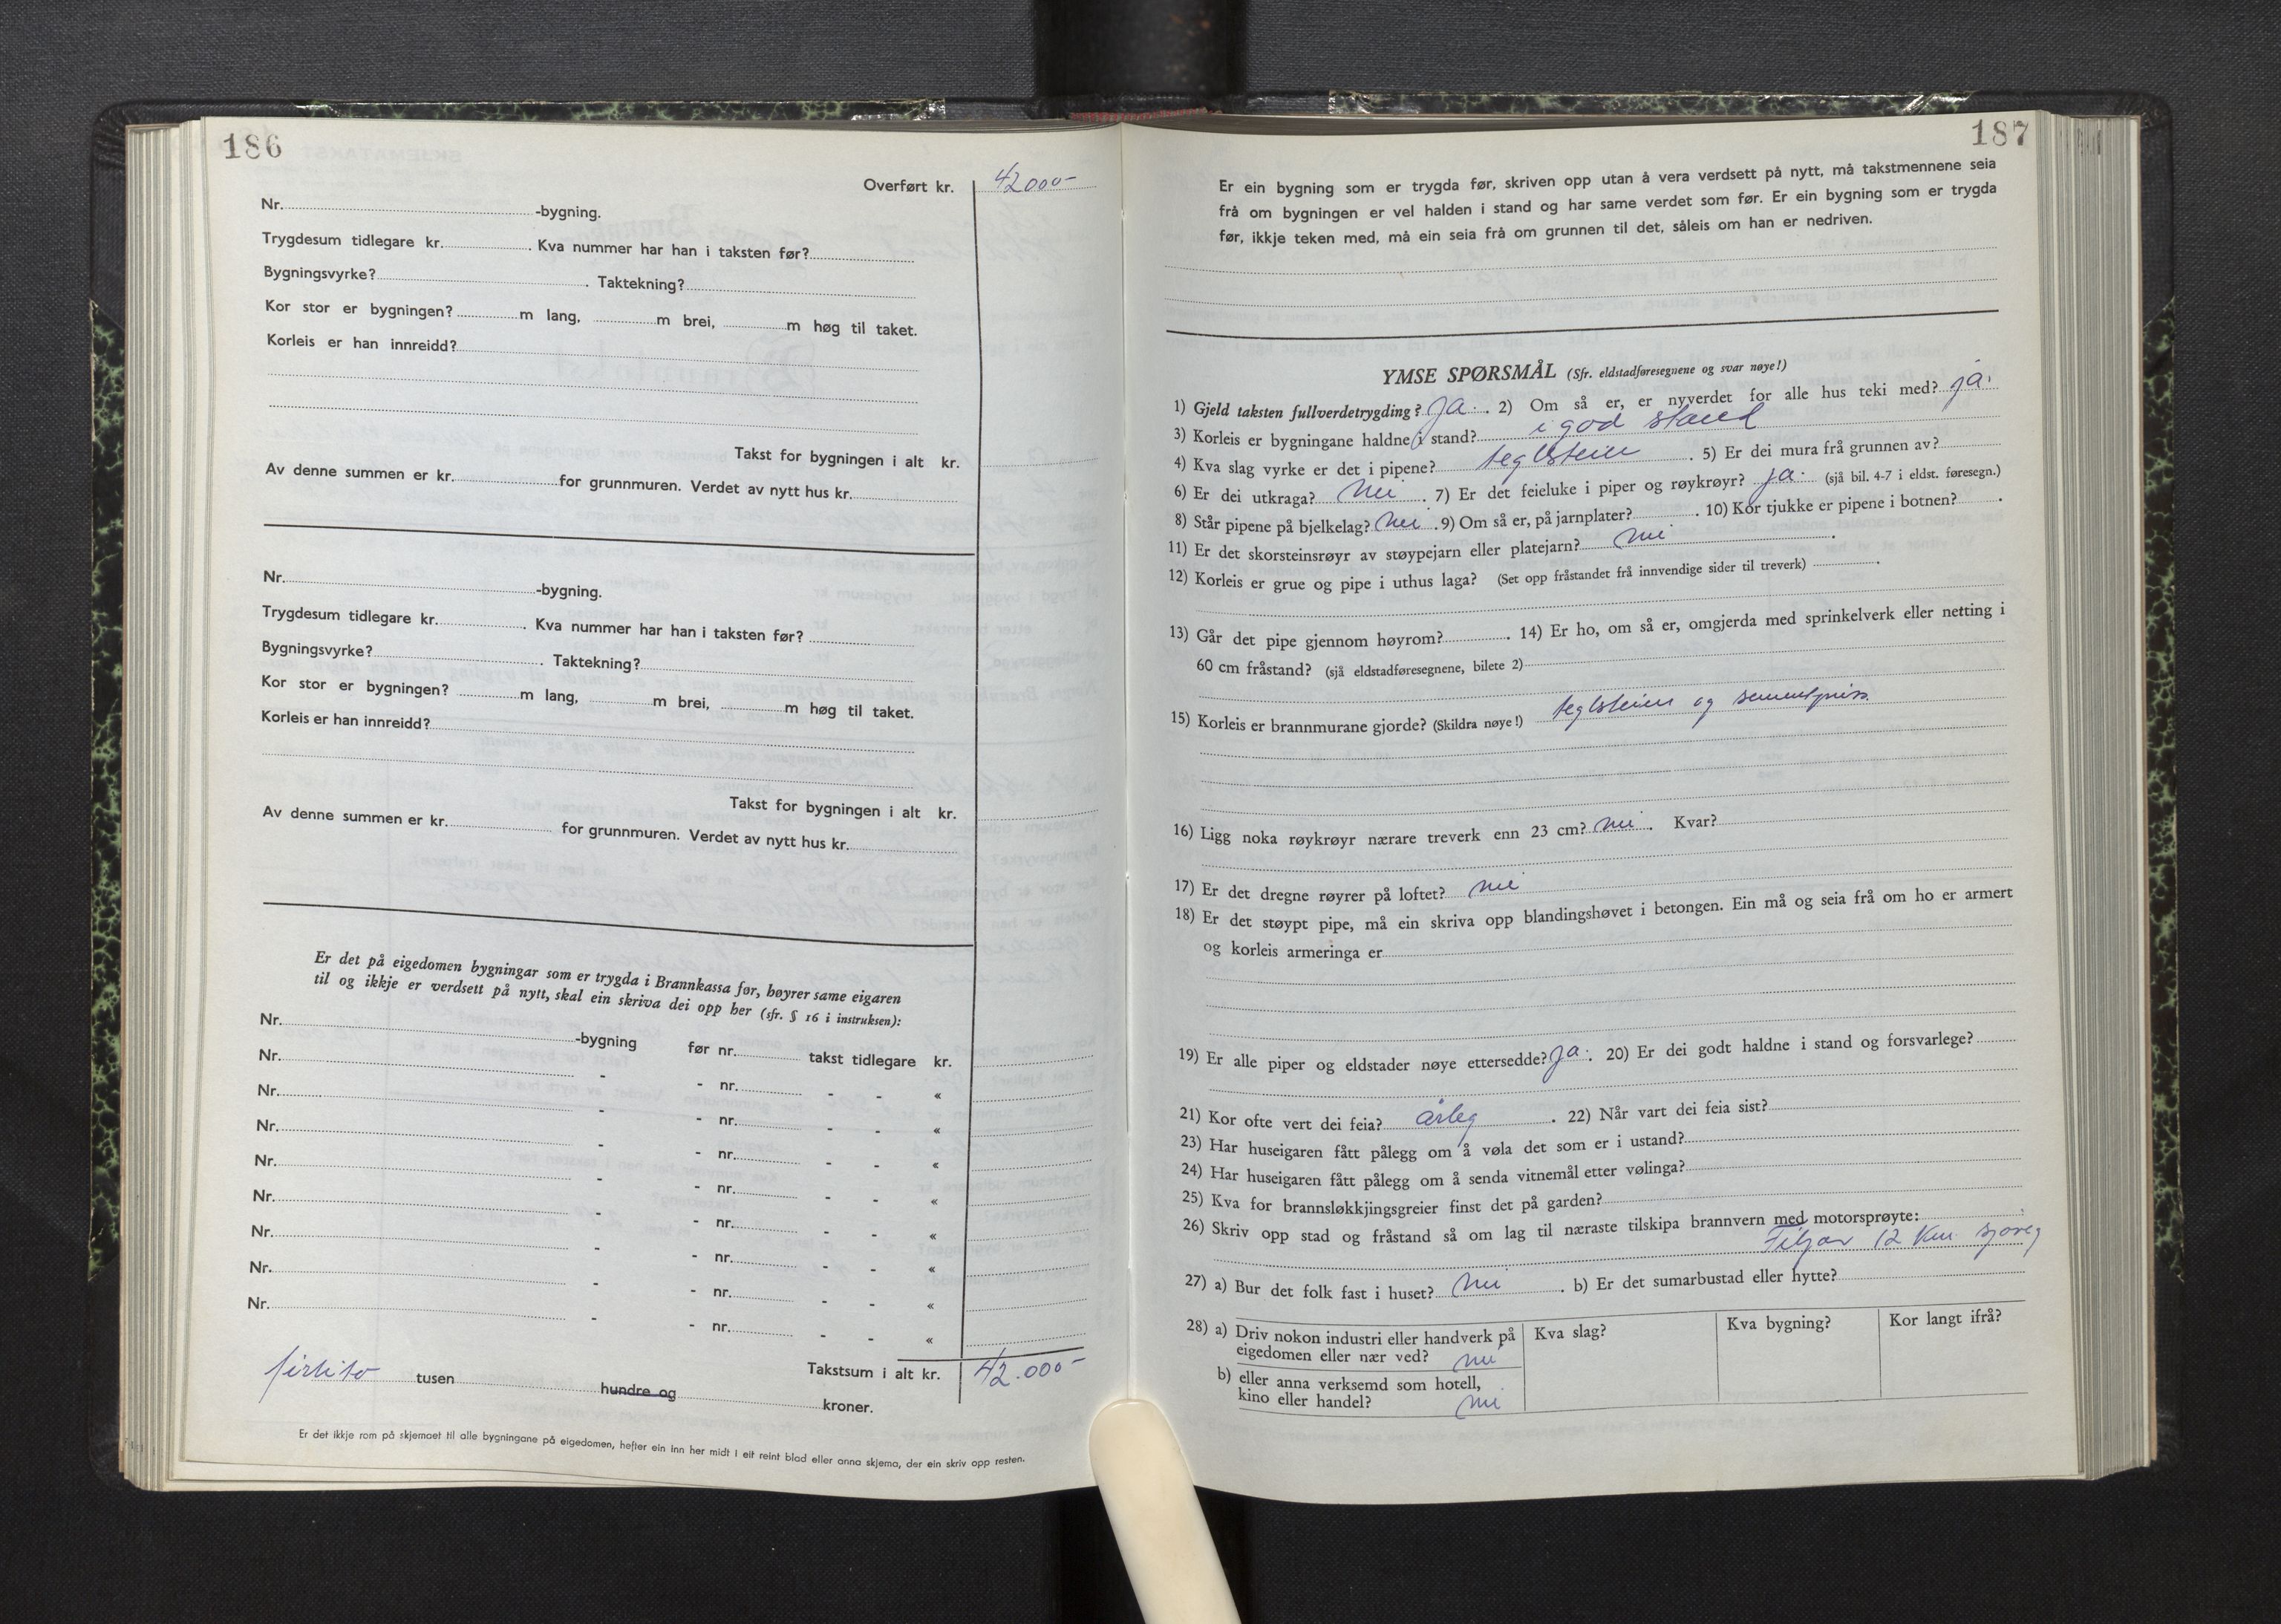 186
Overført kr. 42000-
Nr. -bygning.
Trygdesum tidlegare kr. . Kva nummer har han i taksten før?
Bygningsvyrke? . Taktekning?
Kor stor er bygningen? m lang, m brei, m høg til taket.
Korleis er han innreidd?
Takst for bygningen i alt kr.
Av denne summen er kr. for grunnmuren. Verdet av nytt hus kr.
Nr. -bygning.
Trygdesum tidlegare kr. . Kva nummer har han i taksten før?
Bygningsvyrke? . Taktekning?
Kor stor er bygningen? m lang, m brei, m høg til taket.
Korleis er han innreidd?
Takst for bygningen i alt kr.
Av denne summen er kr. for grunnmuren. Verdet av nytt hus kr.
Er det på eigedomen bygningar som er trygda i Brannkassa før, høyrer same eigaren
til og ikkje er verdsett på nytt, skal ein skriva dei opp her (sfr. § 16 i instruksen):
Nr. -bygning før nr. takst tidlegare kr.
Nr. - - nr. - - «
Nr. - - nr. - - «
Nr. - - nr. - - «
Nr. - - nr. - - «
Nr. - - nr. - - «
Nr. - - nr. - - «
Nr. - - nr. - - «
Nr. - - nr. - - «
Takstsum i alt kr. 42.000-
førtito tusen hundre og kroner.
Er det ikkje rom på skjemaet til alle bygningane på eigedomen, hefter ein inn her midt i eit reint blad eller anna skjema, der ein skriv opp resten.
187
Er ein bygning som er trygda før, skriven opp utan å vera verdsett på nytt, må takstmennene seia
frå om bygningen er vel halden i stand og har same verdet som før. Er ein bygning som er trygda
før, ikkje teken med, må ein seia frå om grunnen til det, såleis om han er nedriven.
YMSE SPØRSMÅL (Sfr. eldstadføresegnene og svar nøye!)
1) Gjeld taksten fullverdetrygding? ja. . 2) Om så er, er nyverdet for alle hus teki med? ja.
3) Korleis er bygningane haldne i stand? i god stand
4) Kva slag vyrke er det i pipene? teglstein . 5) Er dei mura frå grunnen av?
6) Er dei utkraga? nei . 7) Er det feieluke i piper og røykrøyr? ja. (sjå bil. 4-7 i eldst. føresegn.)
8) Står pipene på bjelkelag? nei . 9) Om så er, på jarnplater? . 10) Kor tjukke er pipene i botnen? .
11) Er det skorsteinsrøyr av støypejarn eller platejarn? nei .
12) Korleis er grue og pipe i uthus laga? (Set opp fråstandet frå innvendige sider til treverk) .
13) Går det pipe gjennom høyrom? . 14) Er ho, om så er, omgjerda med sprinkelverk eller netting i
60 cm fråstand? (sjå eldstadføresegnene, bilete 2)
15) Korleis er brannmurane gjorde? (Skildra nøye!) teglstein og sementpuss.
16) Ligg noka røykrøyr nærare treverk enn 23 cm? nei . Kvar?
17) Er det dregne røyrer på loftet? nei
18) Er det støypt pipe, må ein skriva opp blandingshøvet i betongen. Ein må og seia frå om ho er armert
og korleis armeringa er
19) Er alle piper og eldstader nøye ettersedde? ja . 20) Er dei godt haldne i stand og forsvarlege?
21) Kor ofte vert dei feia? årleg . 22) Når vart dei feia sist?
23) Har huseigaren fått pålegg om å vøla det som er i ustand?
24) Har huseigaren fått pålegg om å senda vitnemål etter vølinga?
25) Kva for brannsløkkjingsgreier finst det på garden?
26) Skriv opp stad og fråstand så om lag til næraste tilskipa brannvern med motorsprøyte:
Fitjar 12 km. sjøveg
27) a) Bur det folk fast i huset? nei . b) Er det sumarbustad eller hytte?
28) a) Driv nokon industri eller handverk på eigedomen eller nær ved? nei Kva slag? Kva bygning? Kor langt ifrå?
b) eller anna verksemd som hotell,
kino eller handel? nei